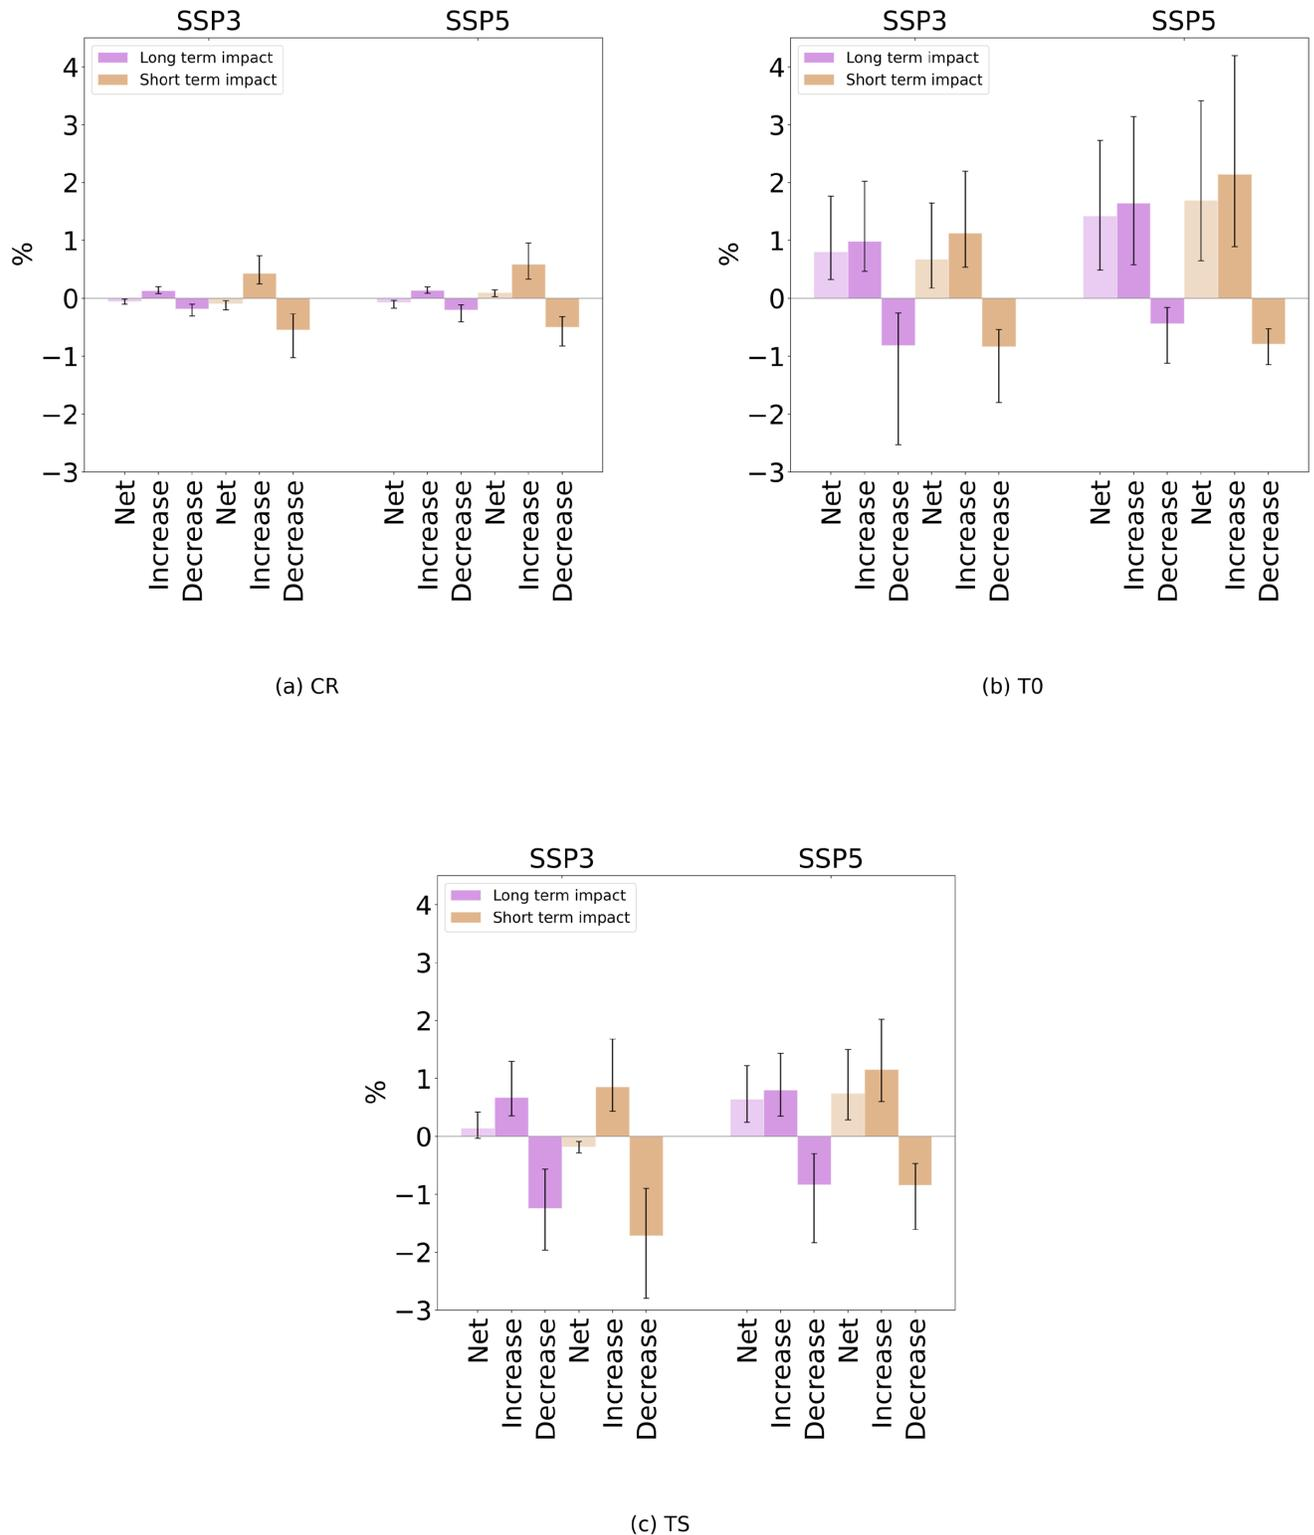 SSP3 SSP5
Long term impact
Short term impact
4
3
2
1
0
−1
−2
−3
%
Net Increase Decrease Net Increase Decrease Net Increase Decrease Net Increase Decrease
(a) CR
SSP3 SSP5
Long term impact
Short term impact
4
3
2
1
0
−1
−2
−3
%
Net Increase Decrease Net Increase Decrease Net Increase Decrease Net Increase Decrease
(b) T0
SSP3 SSP5
Long term impact
Short term impact
4
3
2
1
0
−1
−2
−3
%
Net Increase Decrease Net Increase Decrease Net Increase Decrease Net Increase Decrease
(c) TS